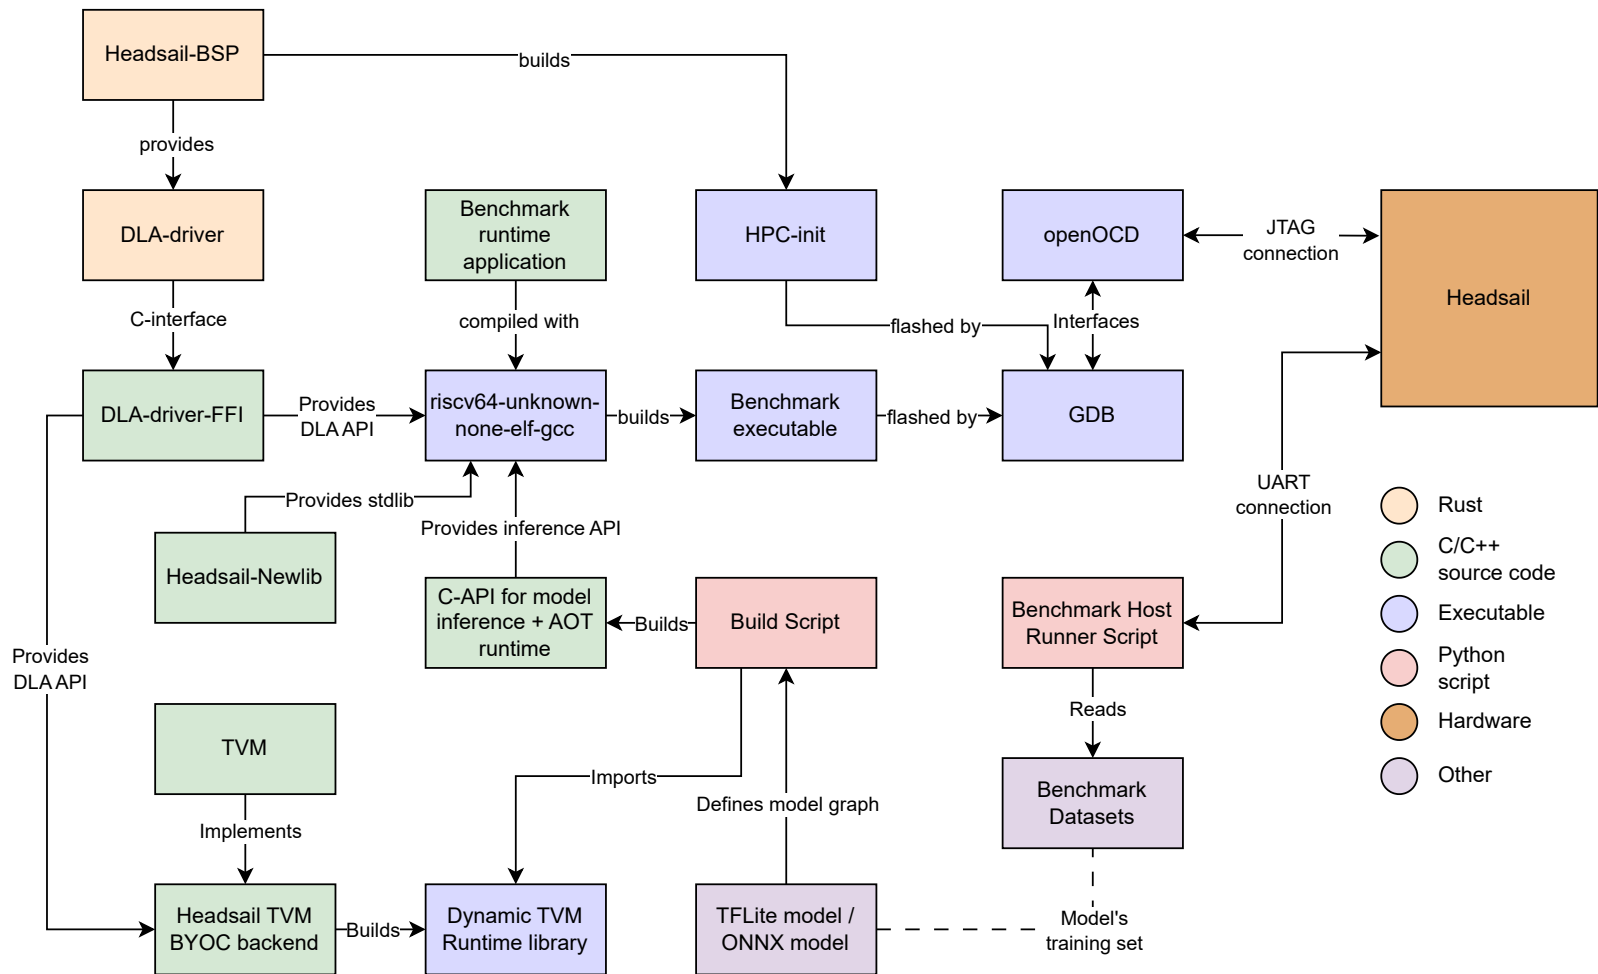 Headsail-BSP
builds
provides
DLA-driver
Benchmark
runtime
application
HPC-init
openOCD
JTAG
connection
Headsail
C-interface
compiled with
flashed by
Interfaces
DLA-driver-FFI
Provides
DLA API
riscv64-unknown-
none-elf-gcc
builds
Benchmark
executable
flashed by
GDB
Provides stdlib
Provides inference API
UART
connection
Headsail-Newlib
C-API for model
inference + AOT
runtime
Builds
Build Script
Benchmark Host
Runner Script
Provides
DLA API
Reads
TVM
Imports
Defines model graph
Benchmark
Datasets
Implements
Headsail TVM
BYOC backend
Builds
Dynamic TVM
Runtime library
TFLite model /
ONNX model
Model's
training set
Rust
C/C++
source code
Executable
Python
script
Hardware
Other